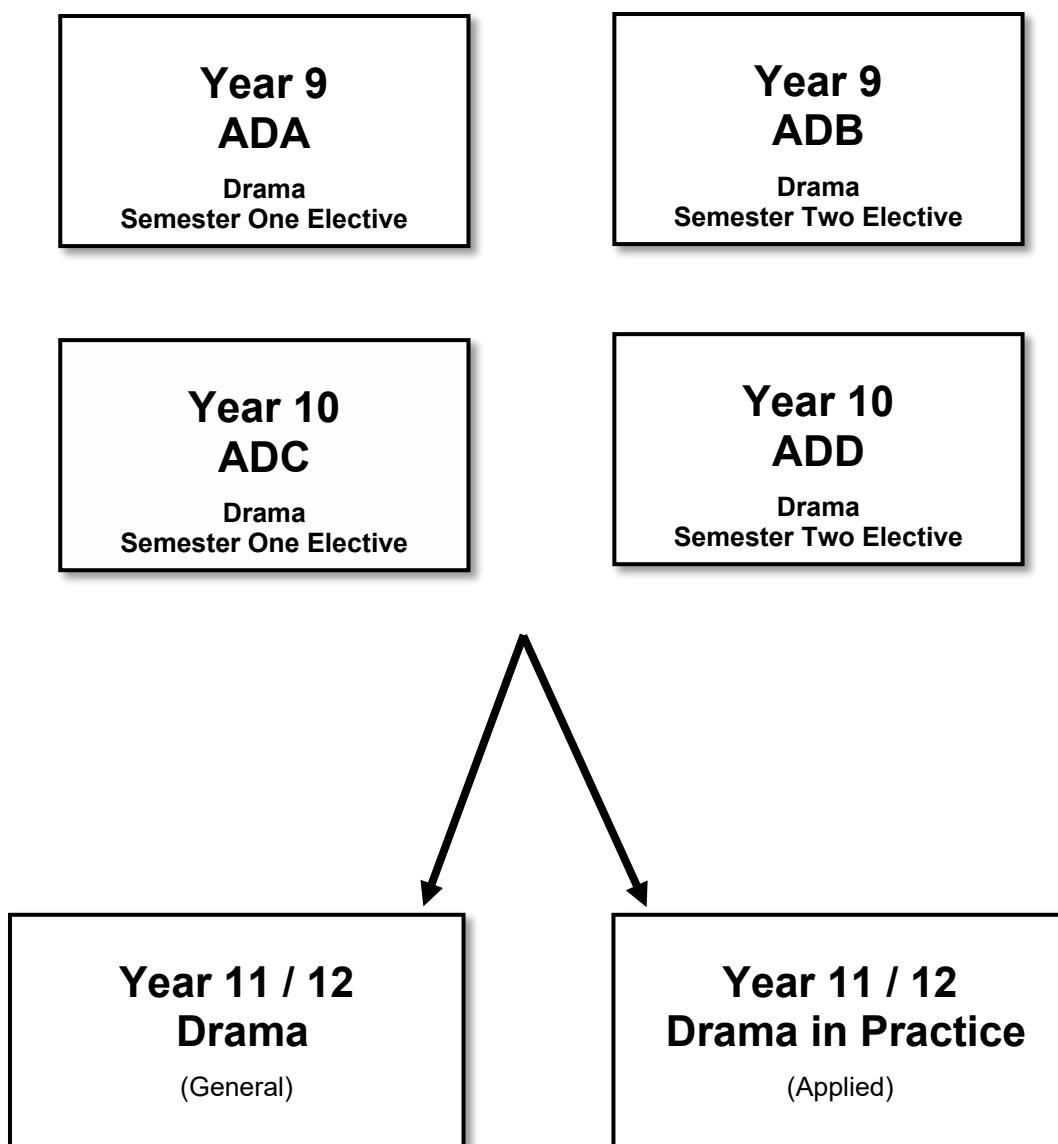 Year 9
ADA
Drama
Semester One Elective
Year 9
ADB
Drama
Semester Two Elective
Year 10
ADC
Drama
Semester One Elective
Year 10
ADD
Drama
Semester Two Elective
Year 11 / 12
Drama
(General)
Year 11 / 12
Drama in Practice
(Applied)